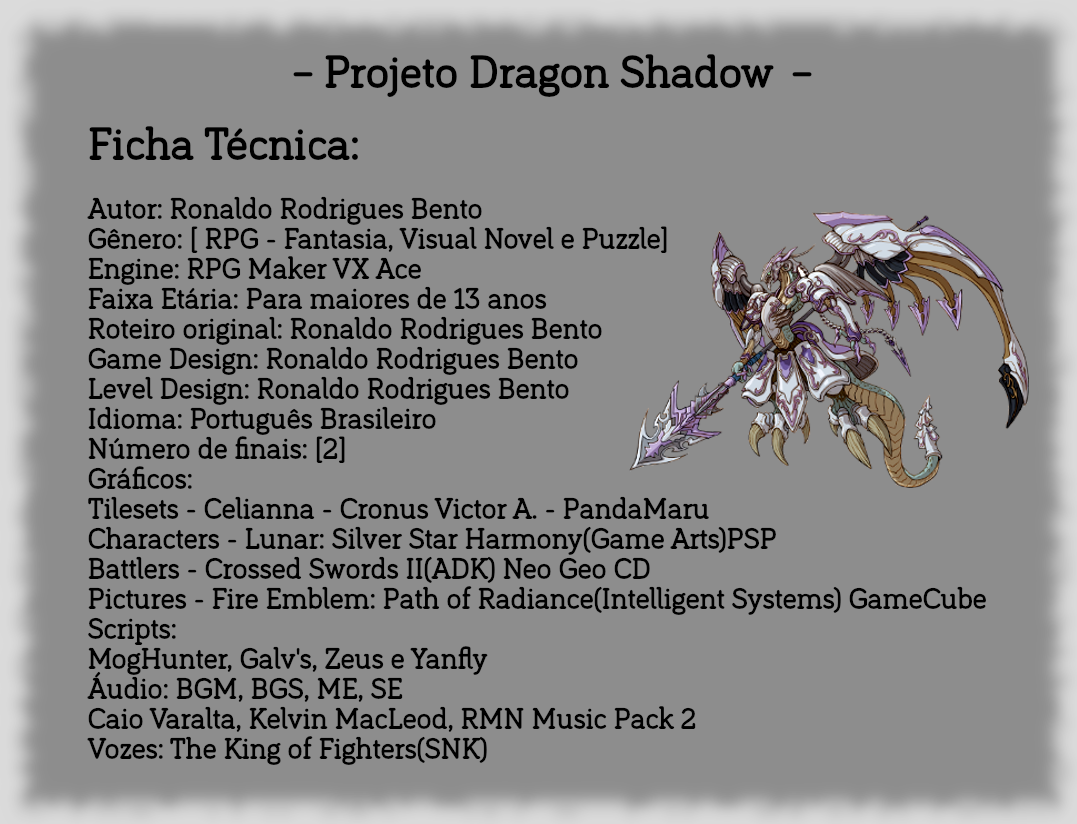 – Projeto Dragon Shadow –
Ficha Técnica:
Autor: Ronaldo Rodrigues Bento
Gênero: [ RPG - Fantasia, Visual Novel e Puzzle]
Engine: RPG Maker VX Ace
Faixa Etária: Para maiores de 13 anos
Roteiro original: Ronaldo Rodrigues Bento
Game Design: Ronaldo Rodrigues Bento
Level Design: Ronaldo Rodrigues Bento
Idioma: Português Brasileiro
Número de finais: [2]
Gráficos:
Tilesets - Celianna - Cronus Victor A. - PandaMaru
Characters - Lunar: Silver Star Harmony(Game Arts)PSP
Battlers - Crossed Swords II(ADK) Neo Geo CD
Pictures - Fire Emblem: Path of Radiance(Intelligent Systems) GameCube
Scripts:
MogHunter, Galv's, Zeus e Yanfly
Áudio: BGM, BGS, ME, SE
Caio Varalta, Kelvin MacLeod, RMN Music Pack 2
Vozes: The King of Fighters(SNK)